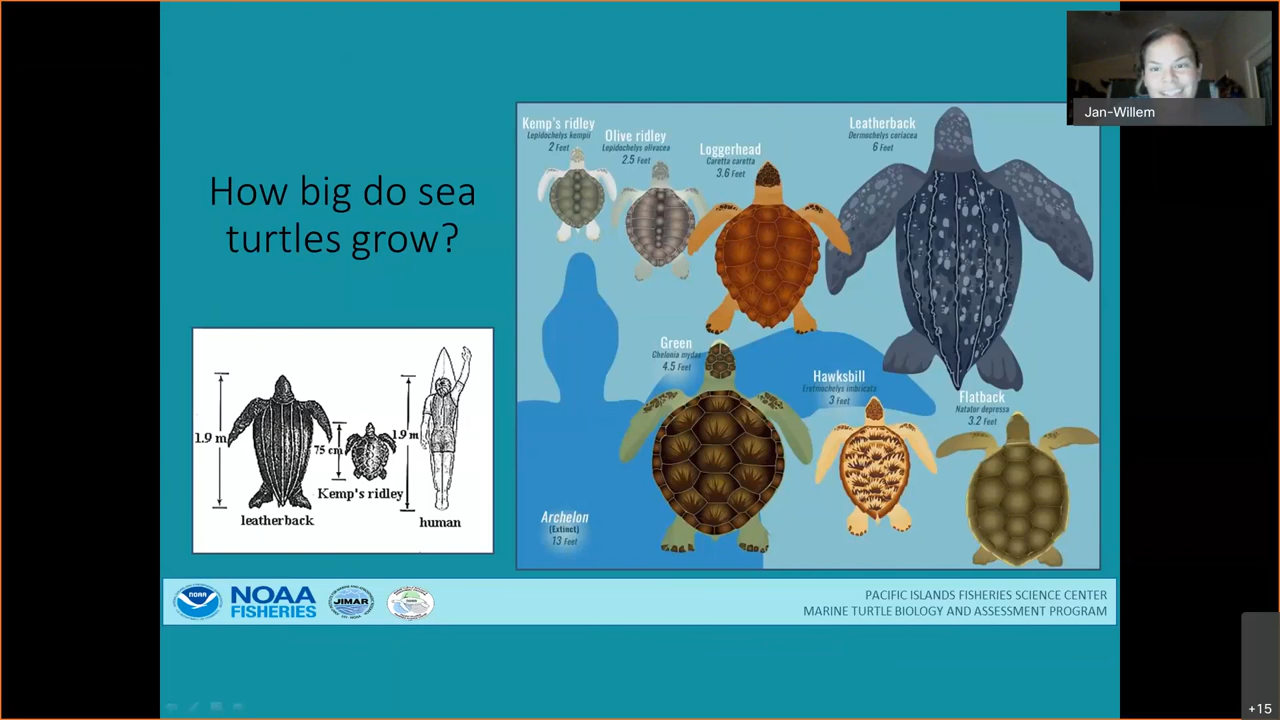 How big do sea
turtles grow?
Kemp's ridley
Lepidochelys kempii
2 Feet
Olive ridley
Lepidochelys olivacea
2.5 Feet
Loggerhead
Caretta caretta
3.6 Feet
Leatherback
Dermochelys coriacea
6 Feet
Jan-Willem
Green
Chelonia mydas
4.5 Feet
Hawksbill
Eretmochelys imbricata
3 Feet
Flatback
Natator depressa
3.2 Feet
Archelon
(Extinct)
13 Feet
1.9 m
75 cm
1.9 m
Kemp's ridley
leatherback
human
NOAA
NOAA
FISHERIES
JIMAR
PACIFIC ISLANDS FISHERIES SCIENCE CENTER
MARINE TURTLE BIOLOGY AND ASSESSMENT PROGRAM
+15